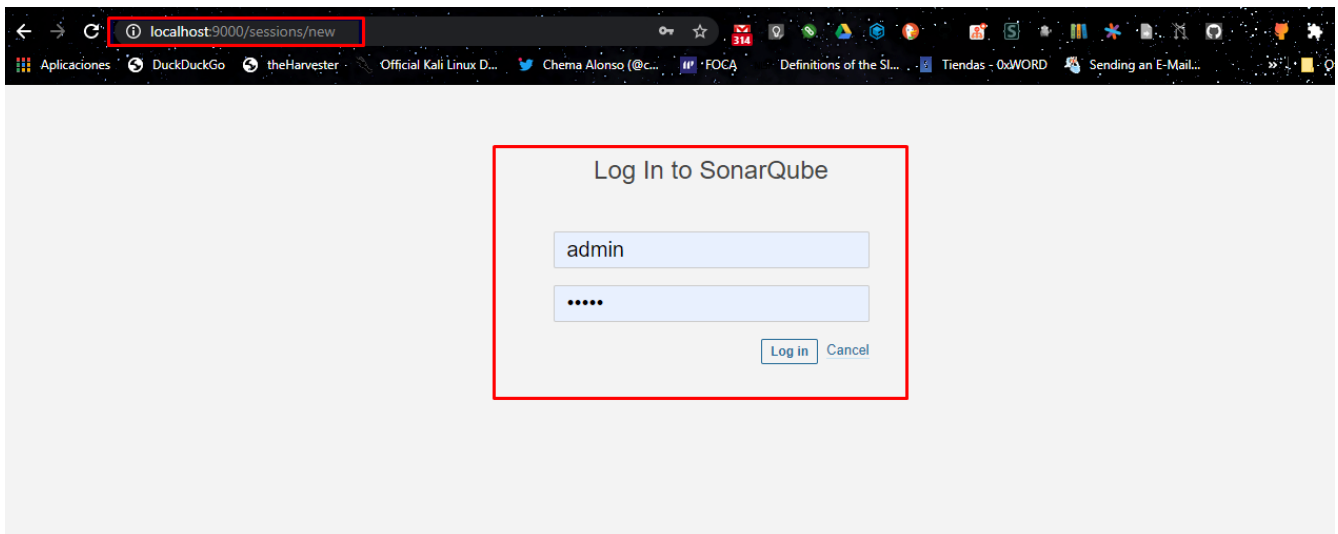 localhost:9000/sessions/new
314
Aplicaciones DuckDuckGo theHarvester Official Kali Linux D... Chema Alonso (@c... FOCA Definitions of the Sl... Tiendas - 0xWORD Sending an E-Mail... »
Log In to SonarQube
admin
•••••
Log in Cancel